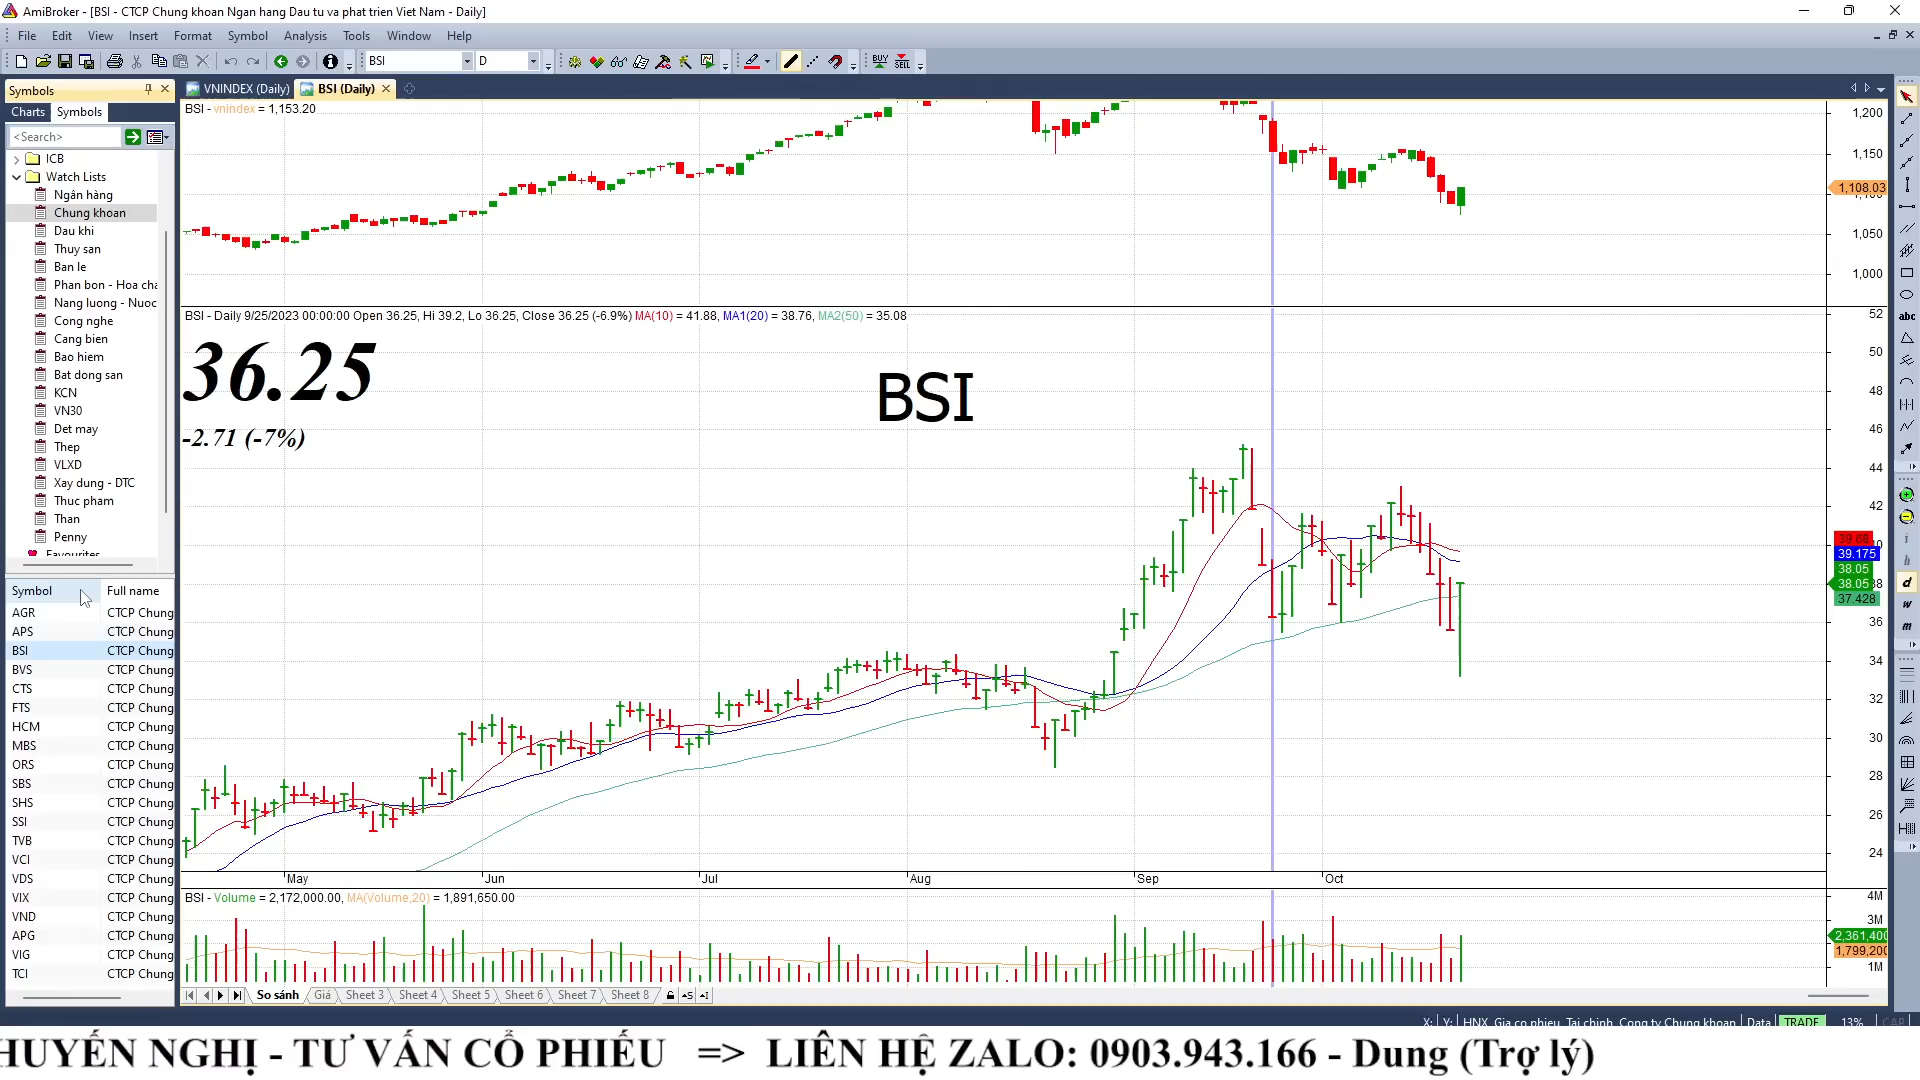 AmiBroker - [BSI - CTCP Chung khoan Ngan hang Dau tu va phat trien Viet Nam - Daily]
File Edit View Insert Format Symbol Analysis Tools Window Help
BSI D BUY SELL
Symbols
VNINDEX (Daily) BSI (Daily)
Charts Symbols
<Search>
ICB
Watch Lists
Ngân hàng
Chung khoan
Dau khi
Thuy san
Ban le
Phan bon - Hoa cha
Nang luong - Nuoc
Cong nghe
Cang bien
Bao hiem
Bat dong san
KCN
VN30
Det may
Thep
VLXD
Xay dung - DTC
Thuc pham
Than
Penny
Favourites
Symbol Full name
AGR CTCP Chung
APS CTCP Chung
BSI CTCP Chung
BVS CTCP Chung
CTS CTCP Chung
FTS CTCP Chung
HCM CTCP Chung
MBS CTCP Chung
ORS CTCP Chung
SBS CTCP Chung
SHS CTCP Chung
SSI CTCP Chung
TVB CTCP Chung
VCI CTCP Chung
VDS CTCP Chung
VIX CTCP Chung
VND CTCP Chung
APG CTCP Chung
VIG CTCP Chung
TCI CTCP Chung
BSI - vnindex = 1,153.20
1,200
1,150
1,108.03
1,050
1,000
BSI - Daily 9/25/2023 00:00:00 Open 36.25, Hi 39.2, Lo 36.25, Close 36.25 (-6.9%) MA(10) = 41.88, MA1(20) = 38.76, MA2(50) = 35.08
36.25
-2.71 (-7%)
BSI
52
50
48
46
44
42
39.68
39.175
38.05
38.05
37.428
36
34
32
30
28
26
24
May Jun Jul Aug Sep Oct
BSI - Volume = 2,172,000.00, MA(Volume,20) = 1,891,650.00
4M
3M
2,361,400
1,799,200
1M
So sánh Giá Sheet 3 Sheet 4 Sheet 5 Sheet 6 Sheet 7 Sheet 8
abc
d
w
m
X: Y: HNX, Gia co phieu, Tai chinh, Cong ty Chung khoan Data TRADE 13% CAP
HUYẾN NGHỊ - TƯ VẤN CỔ PHIẾU => LIÊN HỆ ZALO: 0903.943.166 - Dung (Trợ lý)